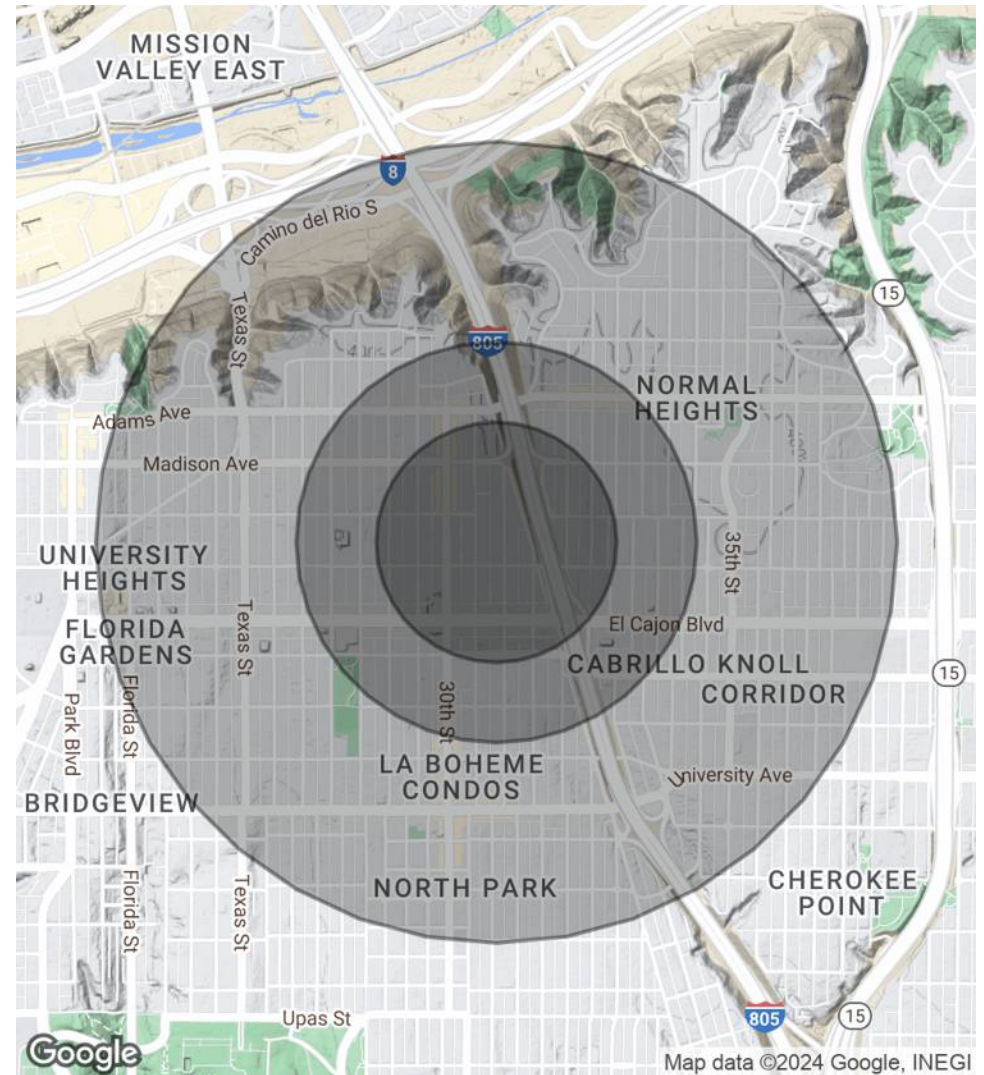 MISSION
VALLEY EAST
8
Camino del Rio S
15
Texas St
805
NORMAL
HEIGHTS
Adams Ave
Madison Ave
35th St
UNIVERSITY
HEIGHTS
Texas St
El Cajon Blvd
FLORIDA
GARDENS
CABRILLO KNOLL
CORRIDOR
15
Florida St
Park Blvd
30th St
LA BOHEME
CONDOS
University Ave
BRIDGEVIEW
NORTH PARK
CHEROKEE
POINT
Florida St
Texas St
Upas St
805
15
Google
Map data ©2024 Google, INEGI